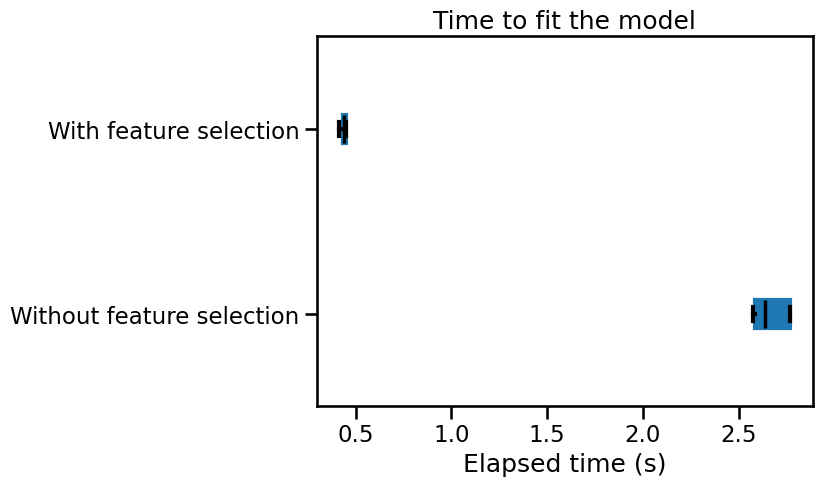 Time to fit the model
With feature selection
Without feature selection
0.5 1.0 1.5 2.0 2.5
Elapsed time (s)